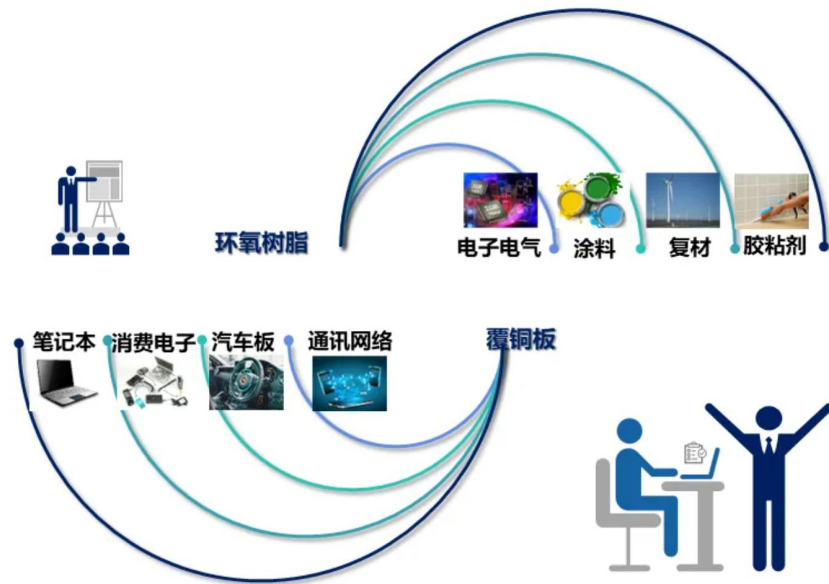 环氧树脂
电子电气
涂料
复材
胶粘剂
笔记本
消费电子
汽车板
通讯网络
覆铜板